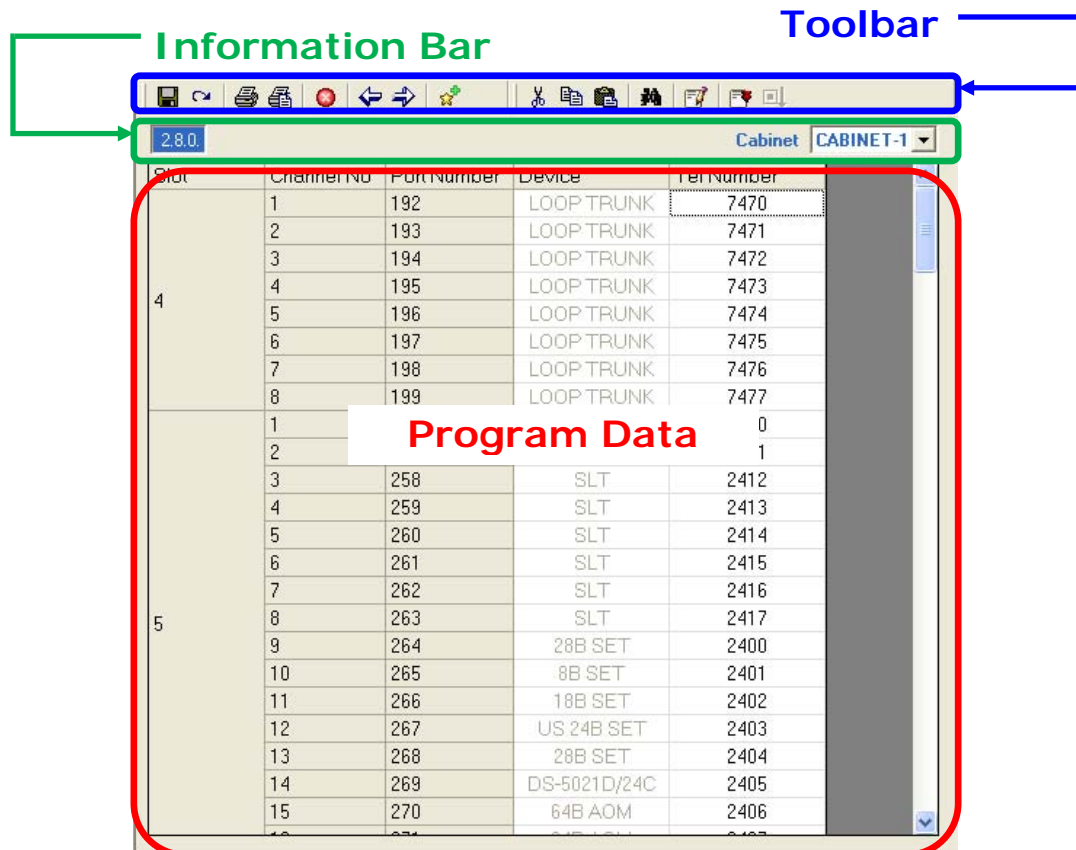 Toolbar
Information Bar
2.8.0. Cabinet CABINET-1
Slot Channel No Port Number Device Tel Number
4
1 192 LOOP TRUNK 7470
2 193 LOOP TRUNK 7471
3 194 LOOP TRUNK 7472
4 195 LOOP TRUNK 7473
5 196 LOOP TRUNK 7474
6 197 LOOP TRUNK 7475
7 198 LOOP TRUNK 7476
8 199 LOOP TRUNK 7477
Program Data
5
1 0
2 1
3 258 SLT 2412
4 259 SLT 2413
5 260 SLT 2414
6 261 SLT 2415
7 262 SLT 2416
8 263 SLT 2417
9 264 28B SET 2400
10 265 8B SET 2401
11 266 18B SET 2402
12 267 US 24B SET 2403
13 268 28B SET 2404
14 269 DS-5021D/24C 2405
15 270 64B AOM 2406